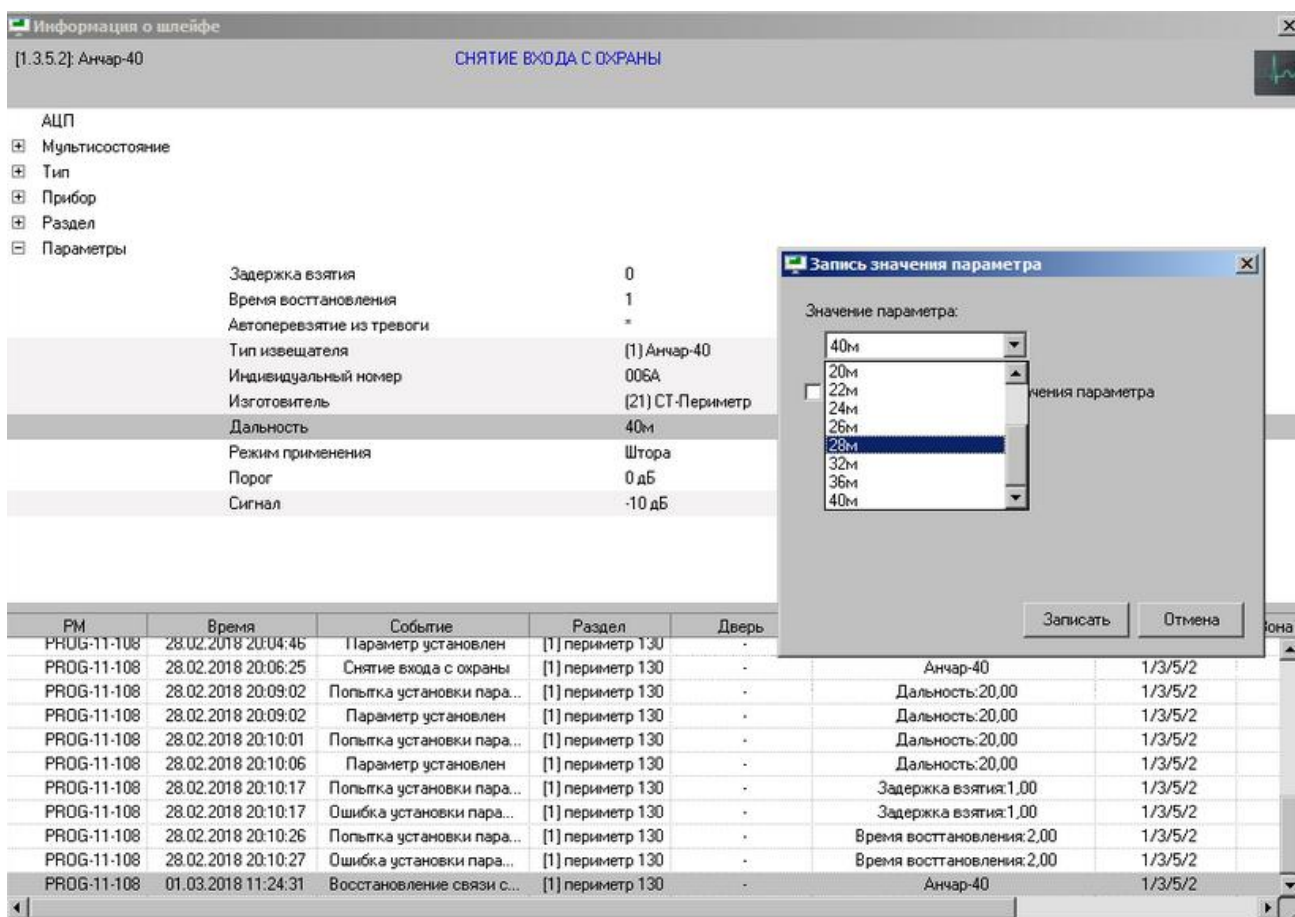 Информация о шлейфе
[1.3.5.2]: Анчар-40 СНЯТИЕ ВХОДА С ОХРАНЫ
АЦП
Мультисостояние
Тип
Прибор
Раздел
Параметры
Задержка взятия 0
Время восттановления 1
Автоперевзятие из тревоги
Тип извещателя (1) Анчар-40
Индивидуальный номер 006A
Изготовитель (21) СТ-Периметр
Дальность 40м
Режим применения Штора
Порог 0 дБ
Сигнал -10 дБ
Запись значения параметра
Значение параметра:
40м
20м
22м
24м
26м
28м
32м
36м
40м
чения параметра
Записать Отмена
РМ Время Событие Раздел Дверь Зона
PROG-11-108 28.02.2018 20:04:46 Параметр установлен [1] периметр 130 -
PROG-11-108 28.02.2018 20:06:25 Снятие входа с охраны [1] периметр 130 - Анчар-40 1/3/5/2
PROG-11-108 28.02.2018 20:09:02 Попытка установки пара... [1] периметр 130 - Дальность:20,00 1/3/5/2
PROG-11-108 28.02.2018 20:09:02 Параметр установлен [1] периметр 130 - Дальность:20,00 1/3/5/2
PROG-11-108 28.02.2018 20:10:01 Попытка установки пара... [1] периметр 130 - Дальность:20,00 1/3/5/2
PROG-11-108 28.02.2018 20:10:06 Параметр установлен [1] периметр 130 - Дальность:20,00 1/3/5/2
PROG-11-108 28.02.2018 20:10:17 Попытка установки пара... [1] периметр 130 - Задержка взятия:1,00 1/3/5/2
PROG-11-108 28.02.2018 20:10:17 Ошибка установки пара... [1] периметр 130 - Задержка взятия:1,00 1/3/5/2
PROG-11-108 28.02.2018 20:10:26 Попытка установки пара... [1] периметр 130 - Время восттановления:2,00 1/3/5/2
PROG-11-108 28.02.2018 20:10:27 Ошибка установки пара... [1] периметр 130 - Время восттановления:2,00 1/3/5/2
PROG-11-108 01.03.2018 11:24:31 Восстановление связи с... [1] периметр 130 - Анчар-40 1/3/5/2